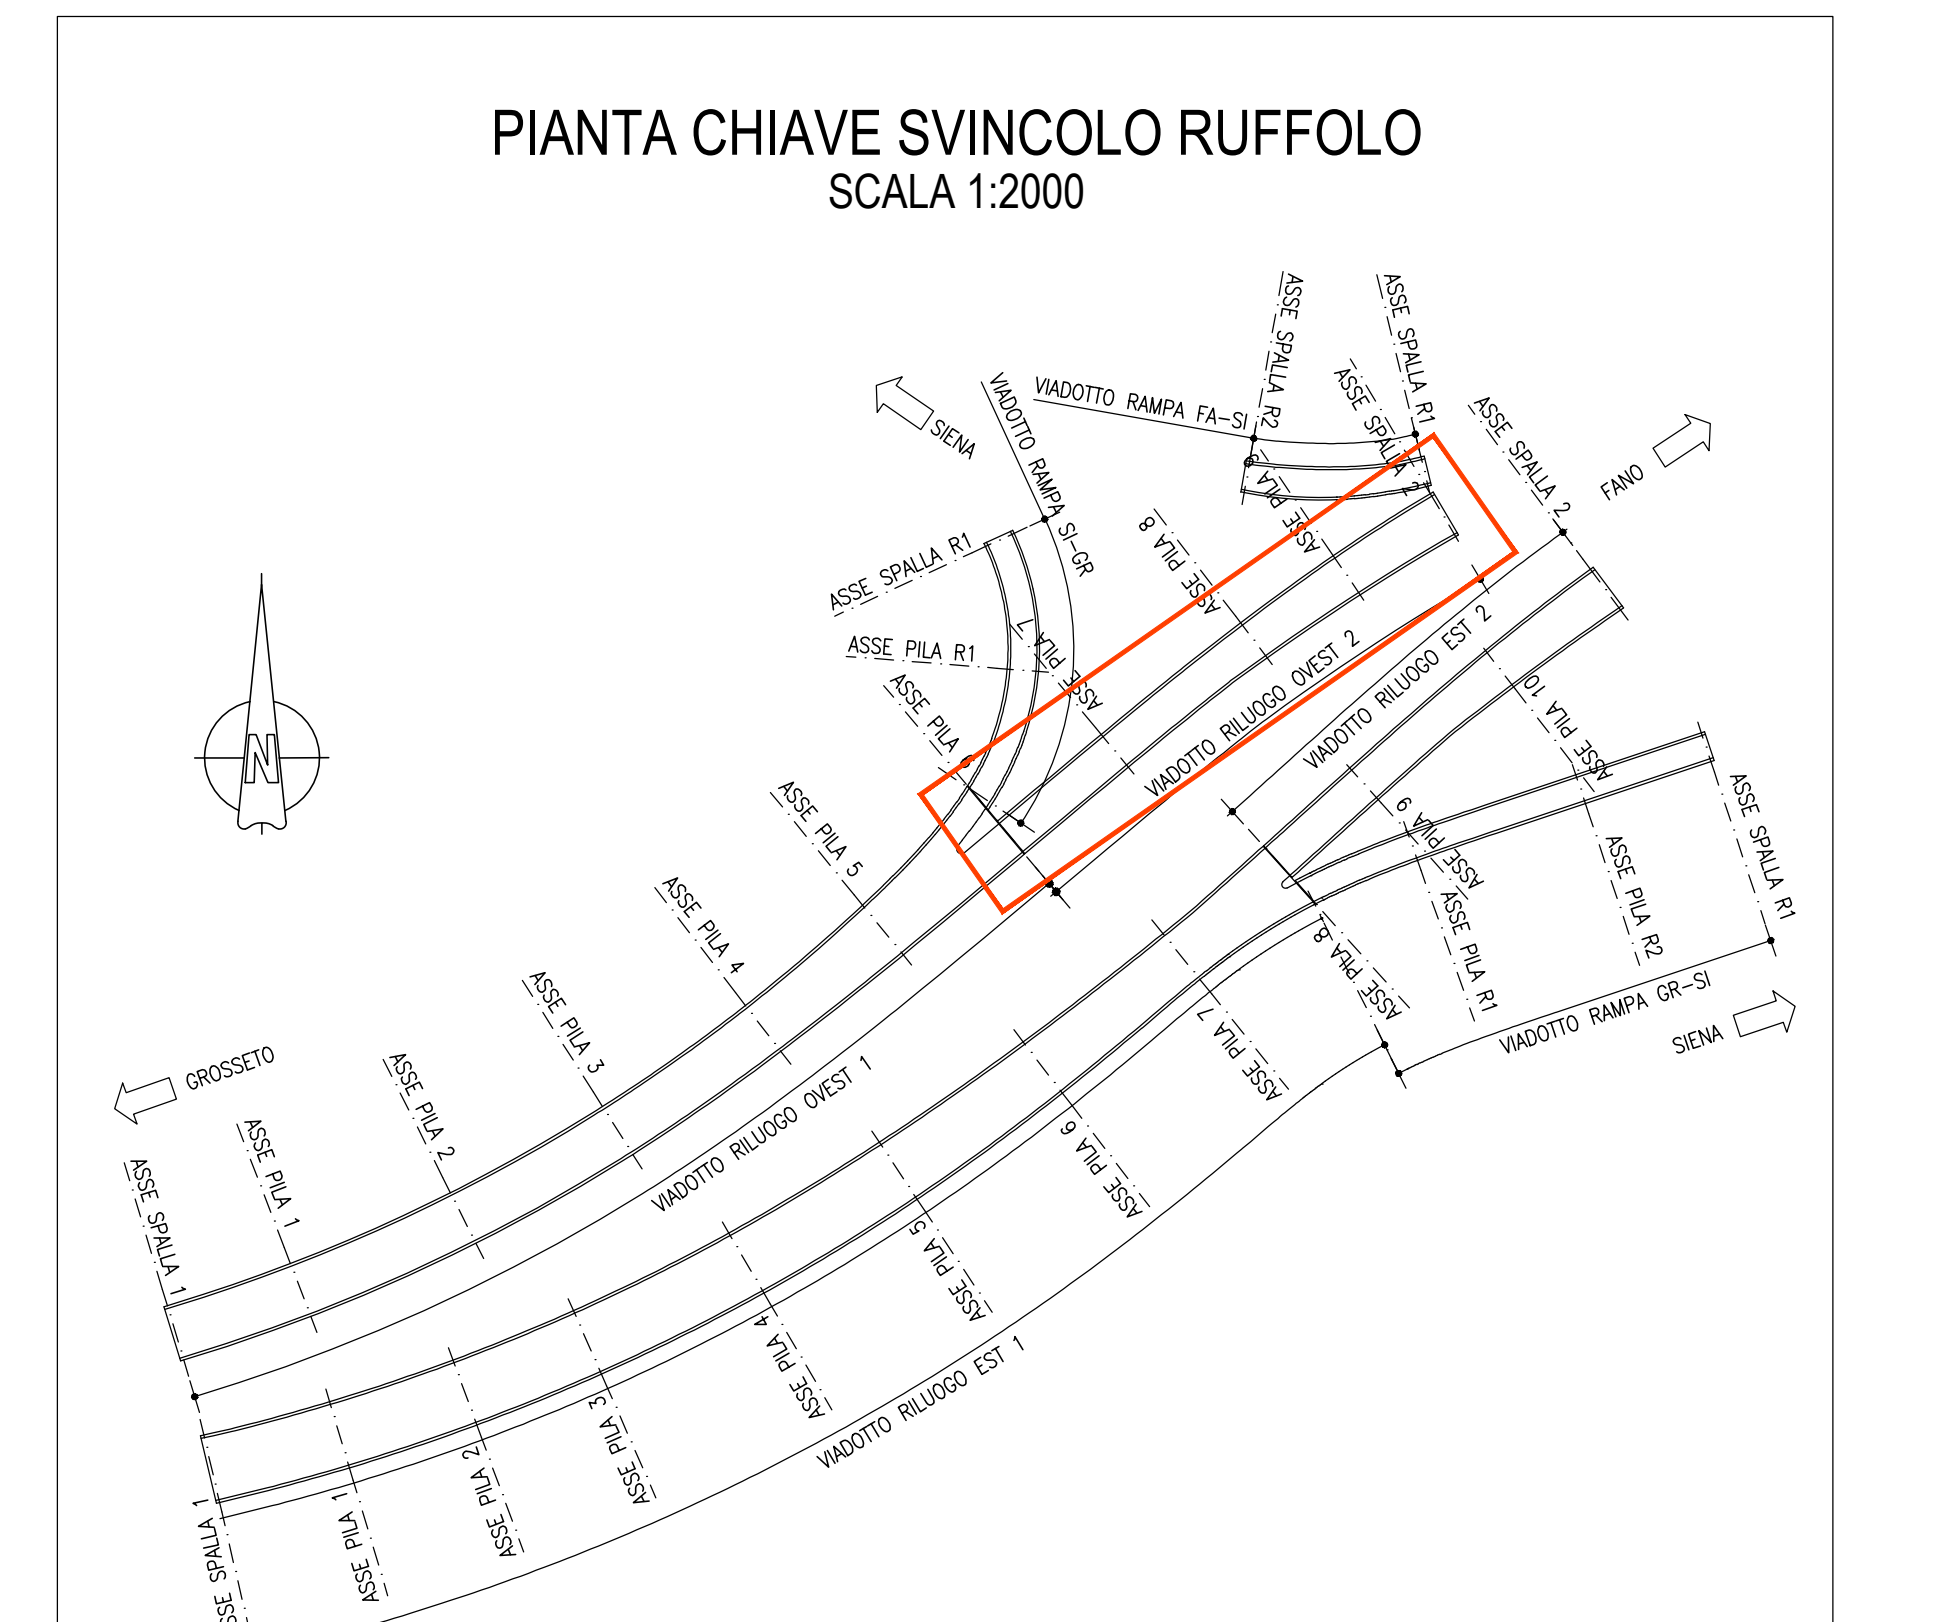 PIANTA CHIAVE SVINCOLO RUFFOLO
SCALA 1:2000
ASSE SPALLA R2
ASSE SPALLA R1
ASSE SPALLA 2
ASSE SPALLA 2
FANO
VIADOTTO RAMPA FA-SI
VIADOTTO RAMPA SI-GR
SIENA
ASSE PILA 9
ASSE PILA 8
ASSE SPALLA R1
ASSE PILA R1
ASSE PILA 7
ASSE PILA 6
VIADOTTO RILUOGO OVEST 2
VIADOTTO RILUOGO EST 2
ASSE PILA 10
ASSE PILA 9
N
ASSE PILA 5
ASSE PILA 4
ASSE PILA 3
ASSE PILA 2
ASSE PILA 1
ASSE SPALLA 1
GROSSETO
ASSE SPALLA R1
ASSE PILA R2
ASSE PILA R1
ASSE PILA 8
VIADOTTO RAMPA GR-SI
SIENA
ASSE PILA 7
ASSE PILA 6
VIADOTTO RILUOGO OVEST 1
ASSE PILA 5
ASSE PILA 4
ASSE PILA 3
ASSE PILA 2
ASSE PILA 1
ASSE SPALLA 1
VIADOTTO RILUOGO EST 1